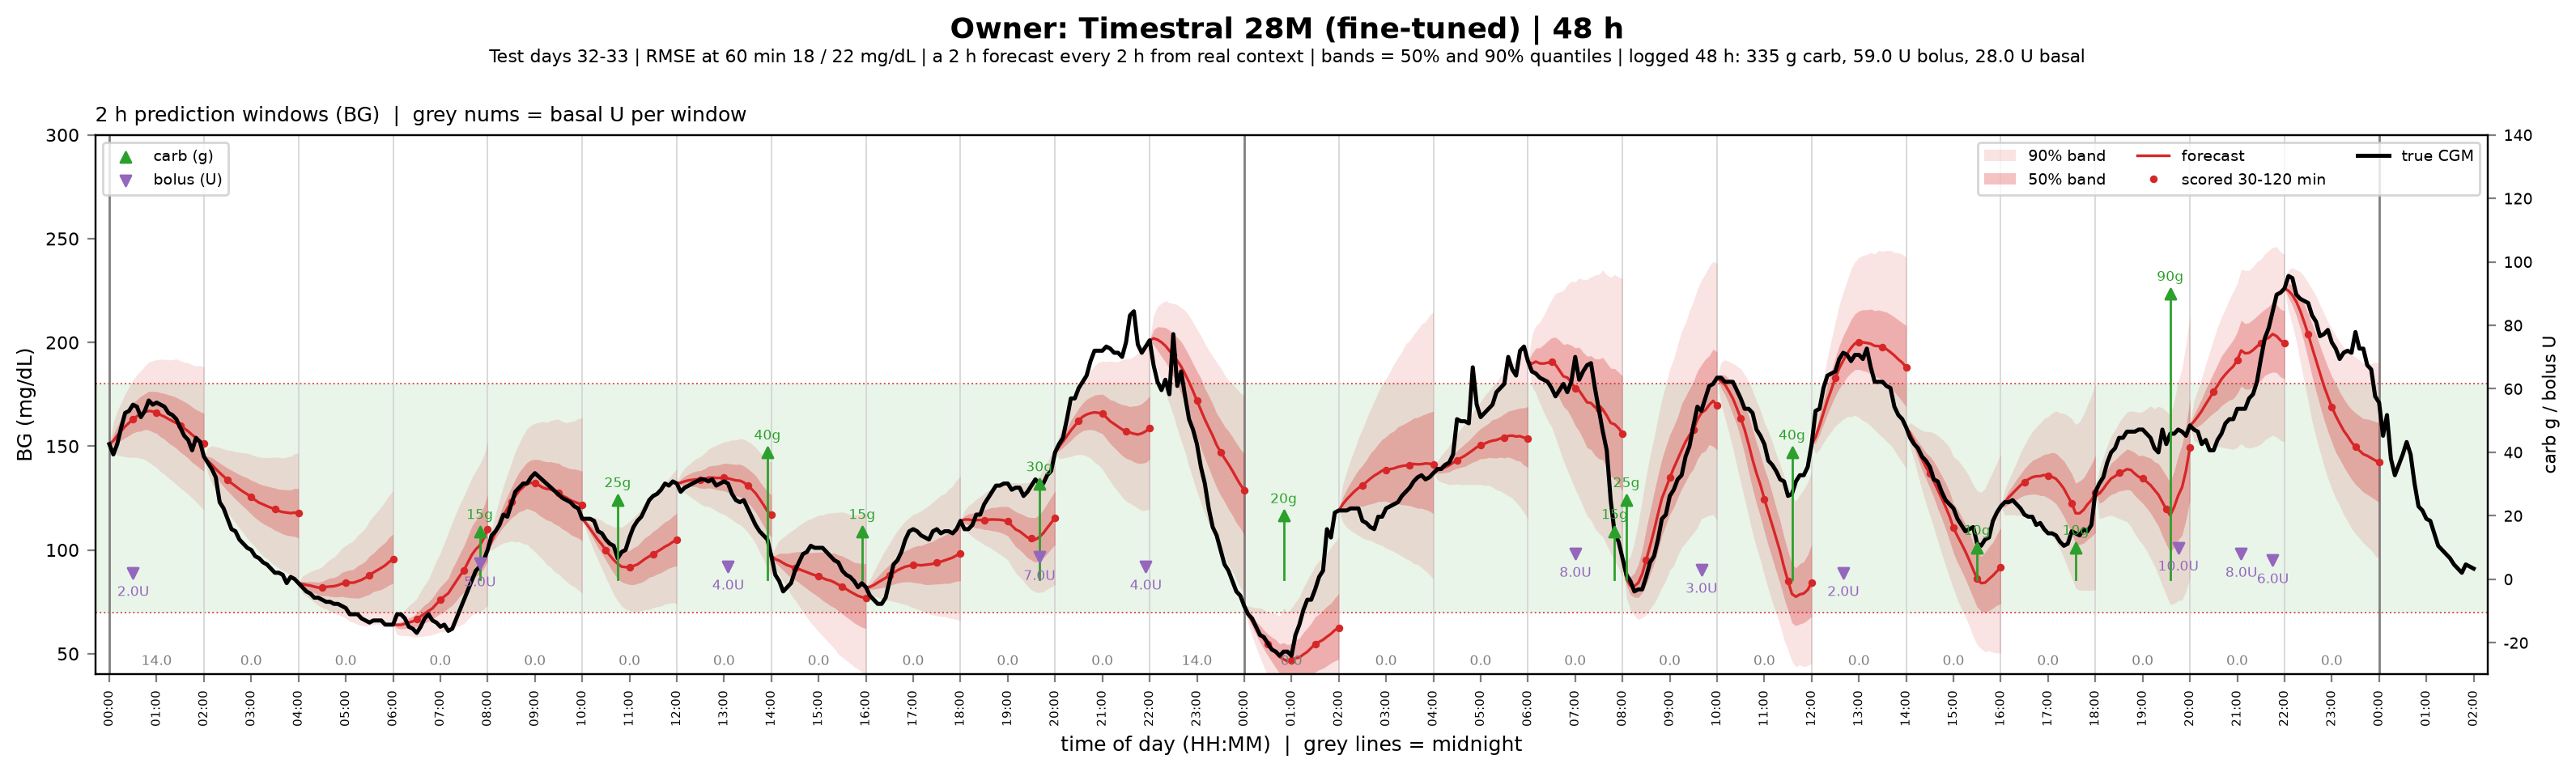 Owner: Timestral 28M (fine-tuned) | 48 h
Test days 32-33 | RMSE at 60 min 18 / 22 mg/dL | a 2 h forecast every 2 h from real context | bands = 50% and 90% quantiles | logged 48 h: 335 g carb, 59.0 U bolus, 28.0 U basal
2 h prediction windows (BG)  |  grey nums = basal U per window
carb (g)
bolus (U)
90% band
50% band
forecast
scored 30-120 min
true CGM
BG (mg/dL)
300
250
200
150
100
50
carb g / bolus U
140
120
100
80
60
40
20
0
-20
2.0U
15g
5.0U
25g
4.0U
40g
15g
30g
7.0U
4.0U
20g
8.0U
15g
25g
3.0U
40g
2.0U
10g
10g
90g
10.0U
8.0U
6.0U
14.0 0.0 0.0 0.0 0.0 0.0 0.0 0.0 0.0 0.0 0.0 14.0 0.0 0.0 0.0 0.0 0.0 0.0 0.0 0.0 0.0 0.0 0.0 0.0
00:00 01:00 02:00 03:00 04:00 05:00 06:00 07:00 08:00 09:00 10:00 11:00 12:00 13:00 14:00 15:00 16:00 17:00 18:00 19:00 20:00 21:00 22:00 23:00 00:00 01:00 02:00 03:00 04:00 05:00 06:00 07:00 08:00 09:00 10:00 11:00 12:00 13:00 14:00 15:00 16:00 17:00 18:00 19:00 20:00 21:00 22:00 23:00 00:00 01:00 02:00
time of day (HH:MM)  |  grey lines = midnight